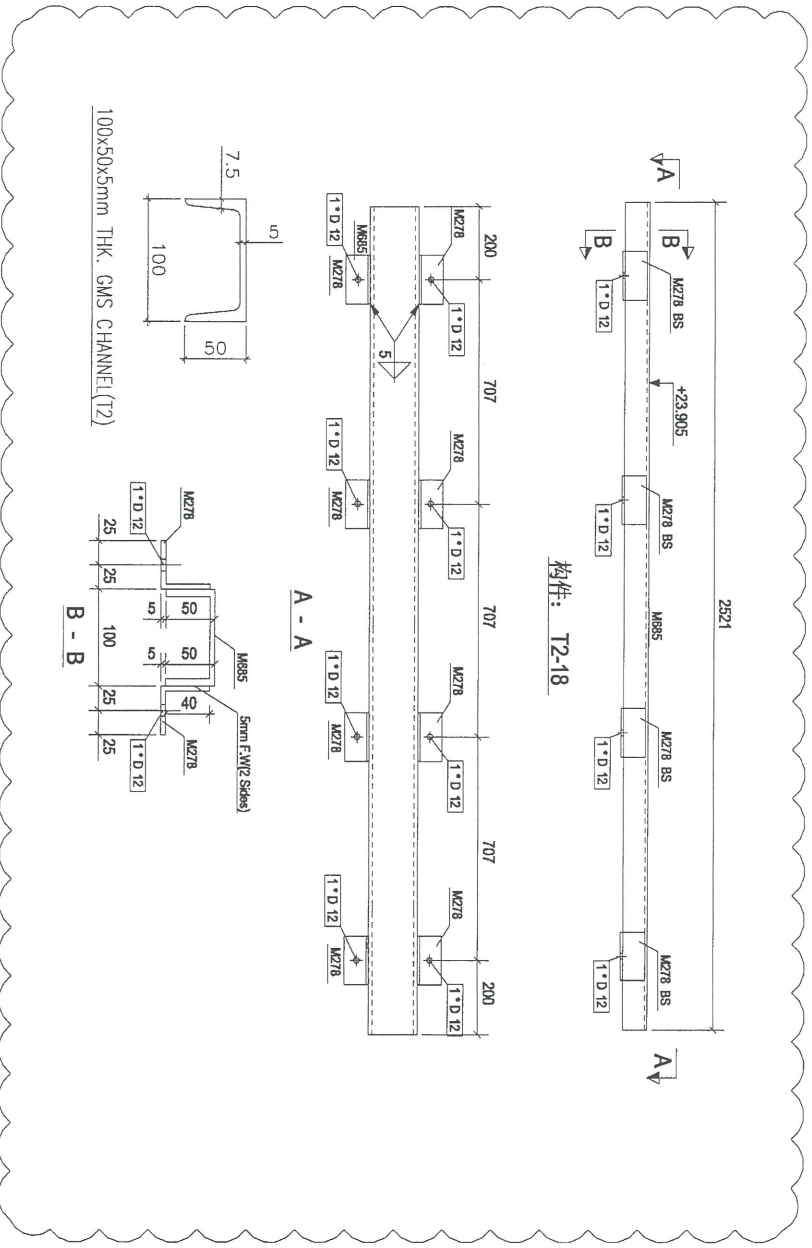 2521
A
A
B
B
M278 BS
M278 BS
M278 BS
M278 BS
+23.905
M685
1*D 12
1*D 12
1*D 12
1*D 12
构件: T2-18
200
707
707
707
200
M278
M278
M278
M278
1*D 12
1*D 12
1*D 12
1*D 12
5
M685
M278
M278
M278
M278
1*D 12
1*D 12
1*D 12
1*D 12
A - A
7.5
5
100
50
100x50x5mm THK. GMS CHANNEL(T2)
M685
5mm F.W(2 Sides)
M278
M278
1*D 12
1*D 12
5
50
5
50
40
25
25
100
25
25
B - B